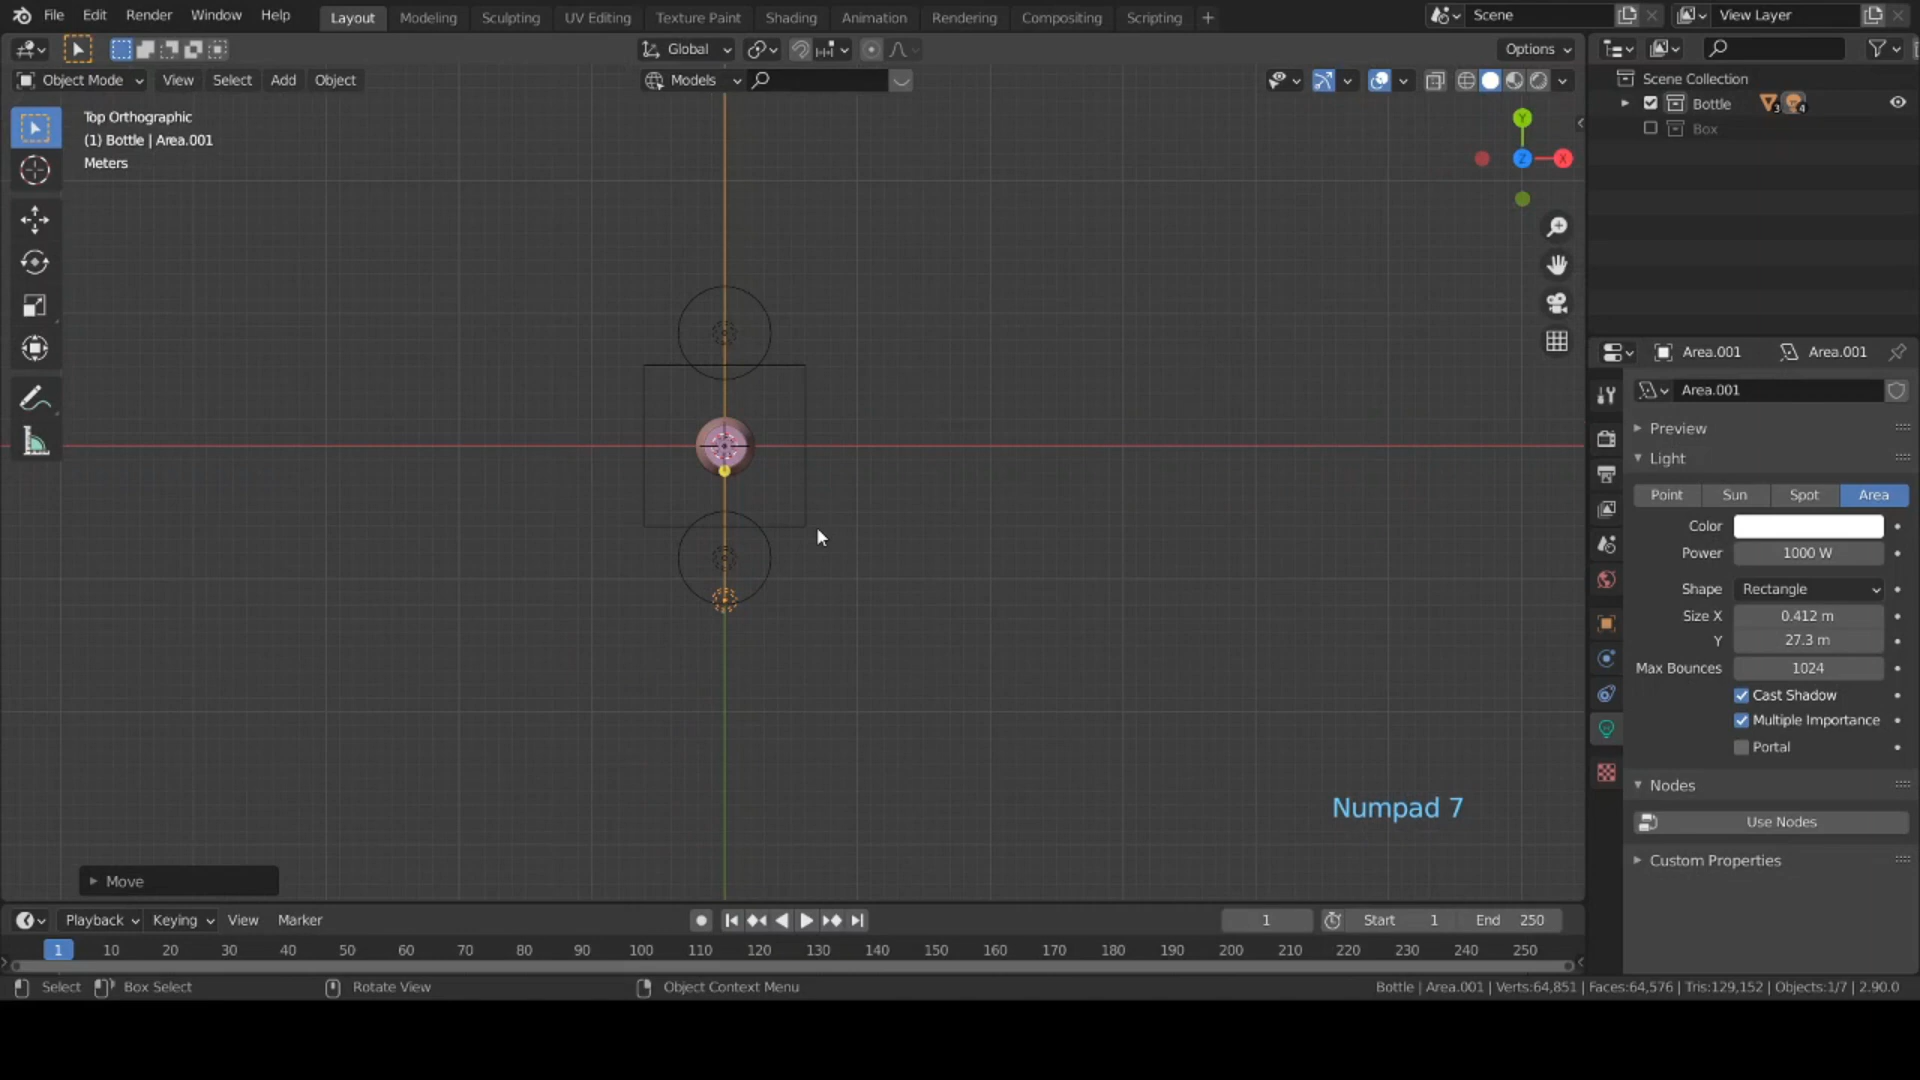 File Edit Render Window Help Layout Modeling Sculpting UV Editing Texture Paint Shading Animation Rendering Compositing Scripting + Scene View Layer
Global Options
Object Mode View Select Add Object Models
Top Orthographic
(1) Bottle | Area.001
Meters
Y
X
Z
Scene Collection
Bottle 3 4
Box
Area.001 Area.001
Area.001
Preview
Light
Point Sun Spot Area
Color
Power 1000 W
Shape Rectangle
Size X 0.412 m
Y 27.3 m
Max Bounces 1024
Cast Shadow
Multiple Importance
Portal
Nodes
Use Nodes
Custom Properties
Numpad 7
Move
Playback Keying View Marker 1 Start 1 End 250
1 10 20 30 40 50 60 70 80 90 100 110 120 130 140 150 160 170 180 190 200 210 220 230 240 250
Select Box Select Rotate View Object Context Menu Bottle | Area.001 | Verts:64,851 | Faces:64,576 | Tris:129,152 | Objects:1/7 | 2.90.0